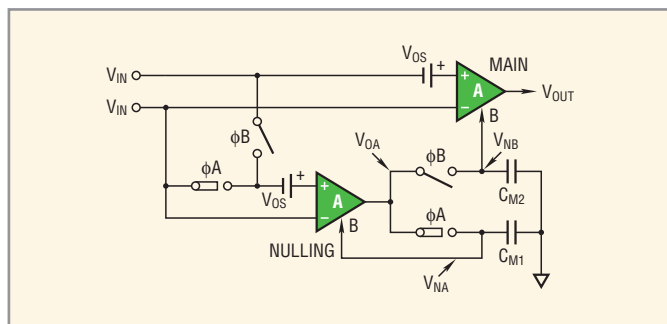 V_OS + MAIN
V_IN
+ A V_OUT
V_IN
− B
φB V_OA φB V_NB
φA
V_OS + + A C_M2
φA
− B
NULLING C_M1
V_NA